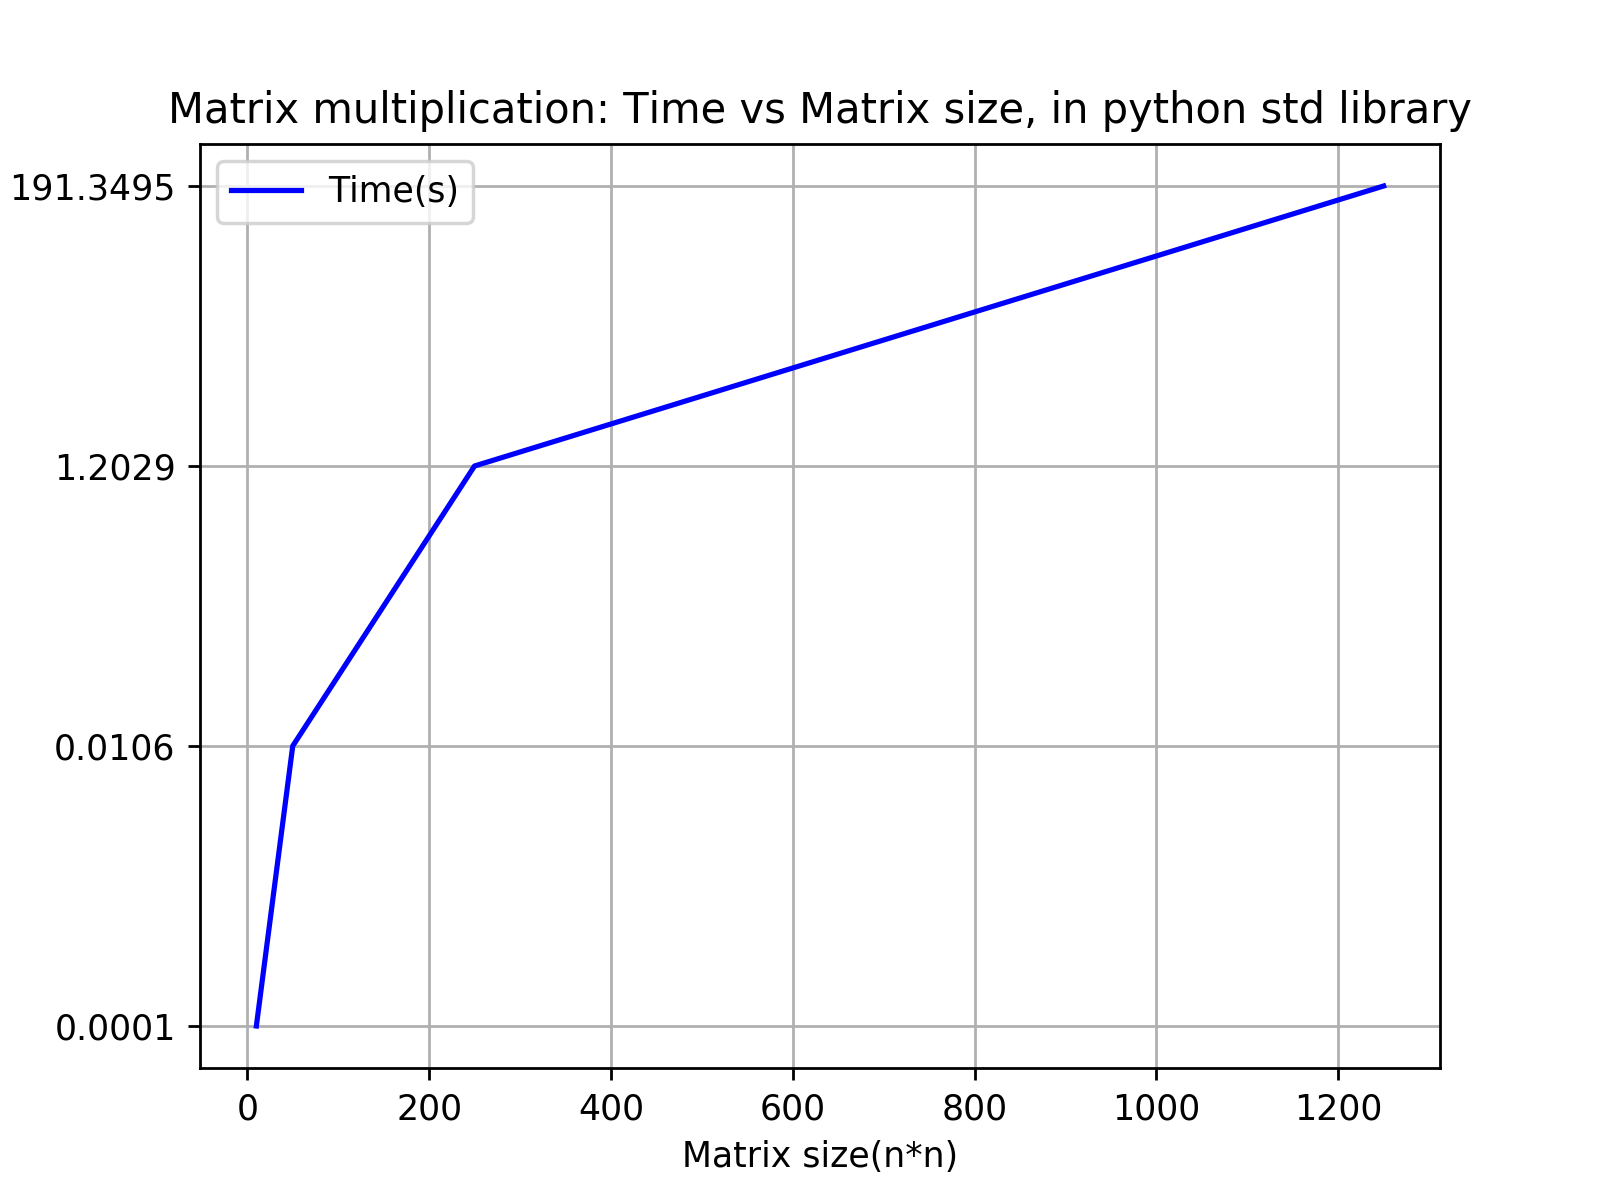 Matrix multiplication: Time vs Matrix size, in python std library
Time(s)
191.3495
1.2029
0.0106
0.0001
0 200 400 600 800 1000 1200
Matrix size(n*n)